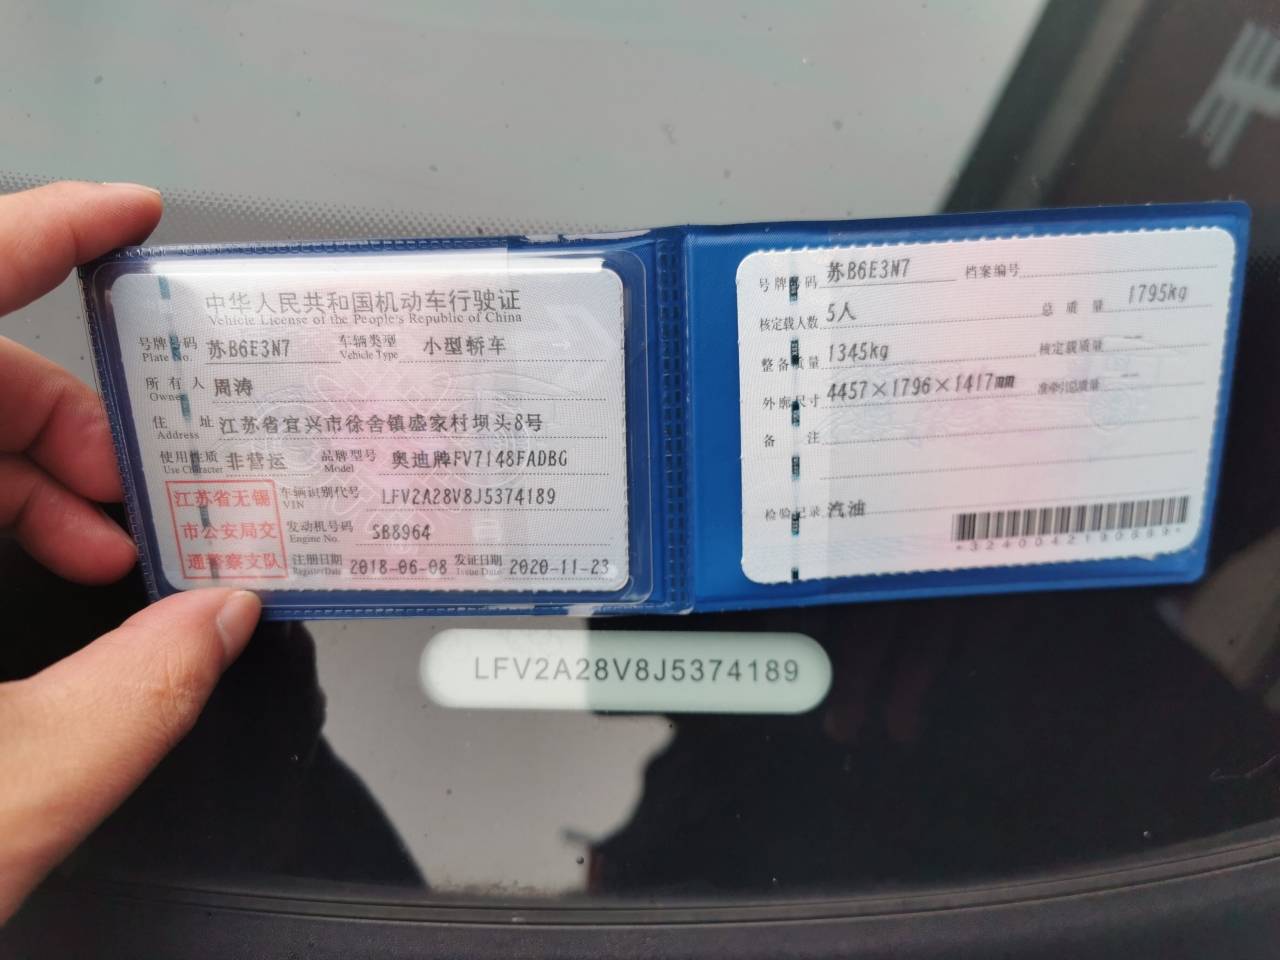 中华人民共和国机动车行驶证
Vehicle License of the People's Republic of China
号牌号码 苏B6E3N7 车辆类型 小型轿车
Plate No. Vehicle Type
所有人 周涛
Owner
住址 江苏省宜兴市徐舍镇盛家村坝头8号
Address
使用性质 非营运 品牌型号 奥迪牌FV7148FADBG
Use Character Model
江苏省无锡
市公安局交
通警察支队
车辆识别代号 LFV2A28V8J5374189
VIN
发动机号码 SB8964
Engine No.
注册日期 2018-06-08 发证日期 2020-11-23
Register Date Issue Date
号牌号码 苏B6E3N7 档案编号
核定载人数 5人 总质量 1795kg
整备质量 1345kg 核定载质量 --
外廓尺寸 4457×1796×1417mm 准牵引总质量 --
备注
检验记录 汽油
LFV2A28V8J5374189